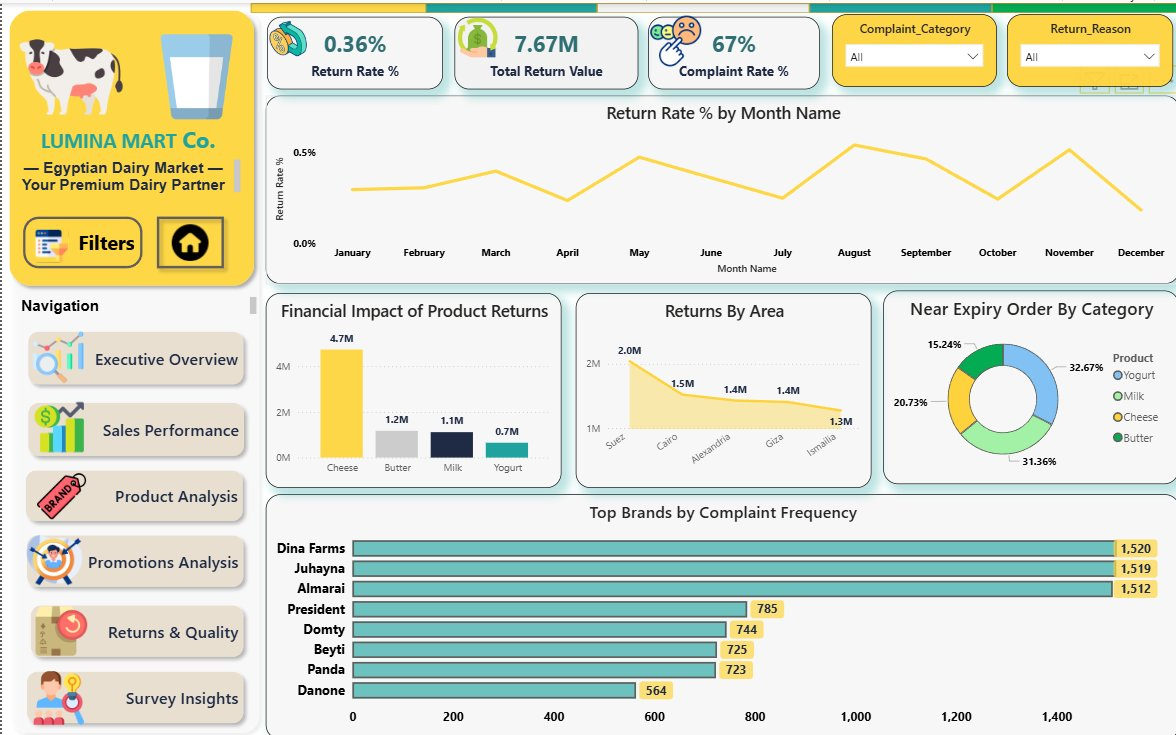 LUMINA MART Co.
— Egyptian Dairy Market —
Your Premium Dairy Partner
Filters
Navigation
Executive Overview
Sales Performance
BRAND
Product Analysis
Promotions Analysis
Returns & Quality
Survey Insights
0.36%
Return Rate %
7.67M
Total Return Value
67%
Complaint Rate %
Complaint_Category
All
Return_Reason
All
Return Rate % by Month Name
Return Rate %
0.5%
0.0%
January February March April May June July August September October November December
Month Name
Financial Impact of Product Returns
4M
2M
0M
4.7M
1.2M
1.1M
0.7M
Cheese Butter Milk Yogurt
Returns By Area
2M
1M
2.0M
1.5M
1.4M
1.4M
1.3M
Suez Cairo Alexandria Giza Ismailia
Near Expiry Order By Category
15.24%
32.67%
20.73%
31.36%
Product
Yogurt
Milk
Cheese
Butter
Top Brands by Complaint Frequency
Dina Farms 1,520
Juhayna 1,519
Almarai 1,512
President 785
Domty 744
Beyti 725
Panda 723
Danone 564
0 200 400 600 800 1,000 1,200 1,400